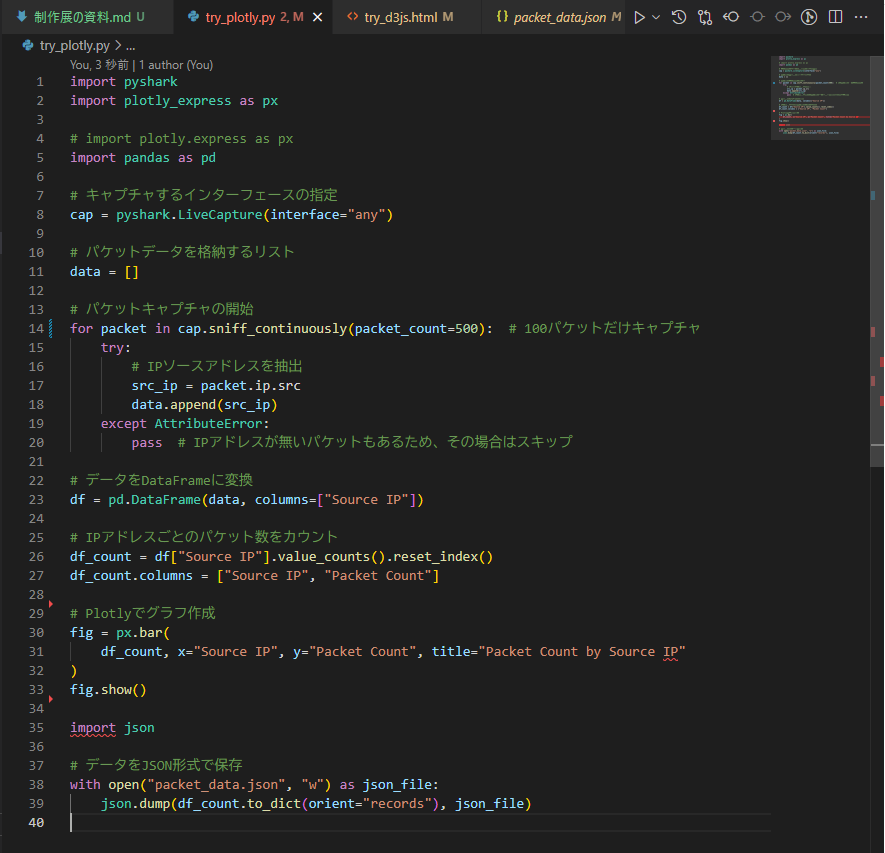 制作展の資料.md U
try_plotly.py 2, M
try_d3js.html M
packet_data.json M
try_plotly.py > ...
You, 3 秒前 | 1 author (You)
1 import pyshark
2 import plotly_express as px
3
4 # import plotly.express as px
5 import pandas as pd
6
7 # キャプチャするインターフェースの指定
8 cap = pyshark.LiveCapture(interface="any")
9
10 # パケットデータを格納するリスト
11 data = []
12
13 # パケットキャプチャの開始
14 for packet in cap.sniff_continuously(packet_count=500):  # 100パケットだけキャプチャ
15     try:
16         # IPソースアドレスを抽出
17         src_ip = packet.ip.src
18         data.append(src_ip)
19     except AttributeError:
20         pass  # IPアドレスが無いパケットもあるため、その場合はスキップ
21
22 # データをDataFrameに変換
23 df = pd.DataFrame(data, columns=["Source IP"])
24
25 # IPアドレスごとのパケット数をカウント
26 df_count = df["Source IP"].value_counts().reset_index()
27 df_count.columns = ["Source IP", "Packet Count"]
28
29 # Plotlyでグラフ作成
30 fig = px.bar(
31     df_count, x="Source IP", y="Packet Count", title="Packet Count by Source IP"
32 )
33 fig.show()
34
35 import json
36
37 # データをJSON形式で保存
38 with open("packet_data.json", "w") as json_file:
39     json.dump(df_count.to_dict(orient="records"), json_file)
40